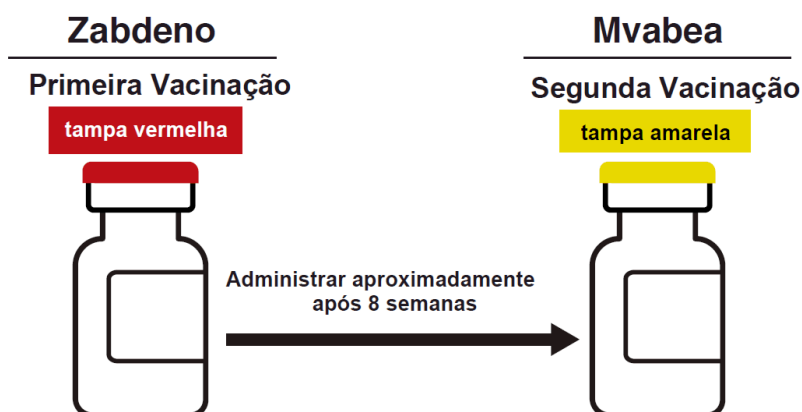 Zabdeno
Primeira Vacinação
tampa vermelha
Mvabea
Segunda Vacinação
tampa amarela
Administrar aproximadamente
após 8 semanas